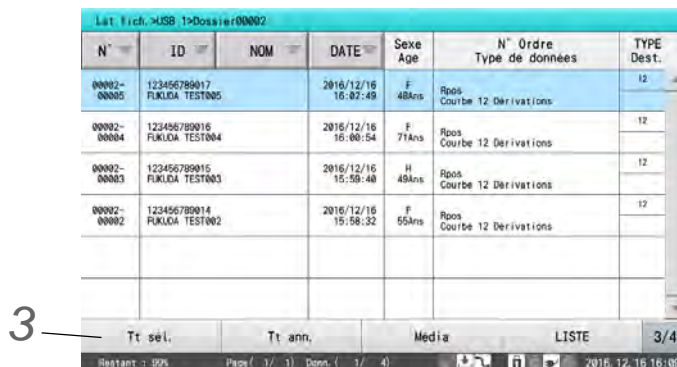 Lst fich.>USB 1>Dossier00002
N° ID NOM DATE Sexe Age N° Ordre Type de données TYPE Dest.
00002-00005 123456789017 FUKUDA TEST005 2016/12/16 16:02:49 F 48Ans Rpos Courbe 12 Dérivations 12
00002-00004 123456789016 FUKUDA TEST004 2016/12/16 16:00:54 F 71Ans Rpos Courbe 12 Dérivations 12
00002-00003 123456789015 FUKUDA TEST003 2016/12/16 15:59:40 H 49Ans Rpos Courbe 12 Dérivations 12
00002-00002 123456789014 FUKUDA TEST002 2016/12/16 15:58:32 F 55Ans Rpos Courbe 12 Dérivations 12
3
Tt sél. Tt ann. Média LISTE 3/4
Restant : 99% Page( 1/ 1) Donn.( 1/ 4) 2016.12.16 16:09